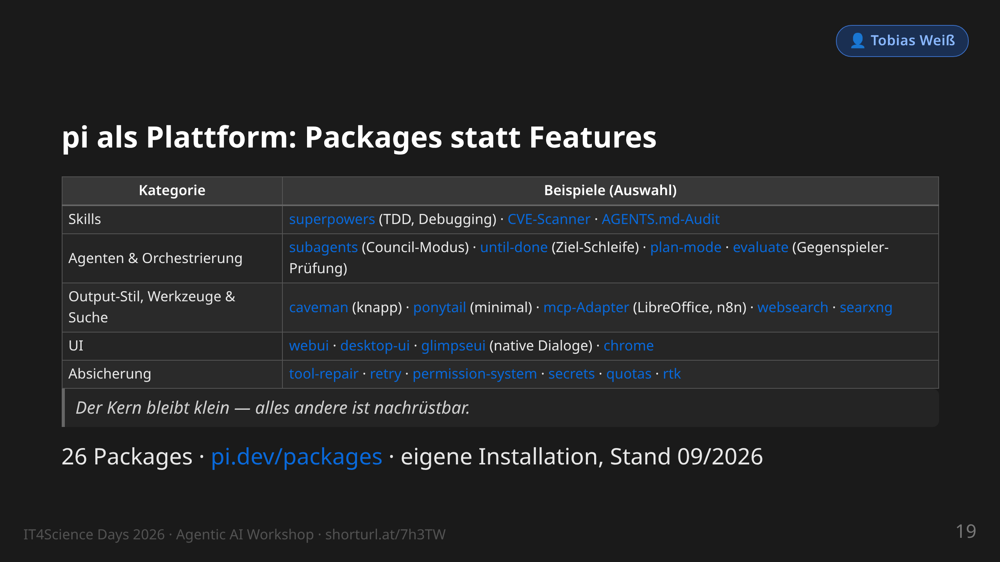 👤 Tobias Weiß
pi als Plattform: Packages statt Features
Kategorie
Beispiele (Auswahl)
Skills
superpowers (TDD, Debugging) · CVE-Scanner · AGENTS.md-Audit
Agenten & Orchestrierung
subagents (Council-Modus) · until-done (Ziel-Schleife) · plan-mode · evaluate (Gegenspieler-
Prüfung)
Output-Stil, Werkzeuge &
Suche
caveman (knapp) · ponytail (minimal) · mcp-Adapter (LibreOffice, n8n) · websearch · searxng
UI
webui · desktop-ui · glimpseui (native Dialoge) · chrome
Absicherung
tool-repair · retry · permission-system · secrets · quotas · rtk
Der Kern bleibt klein — alles andere ist nachrüstbar.
26 Packages · pi.dev/packages · eigene Installation, Stand 09/2026
IT4Science Days 2026 · Agentic AI Workshop · shorturl.at/7h3TW
19